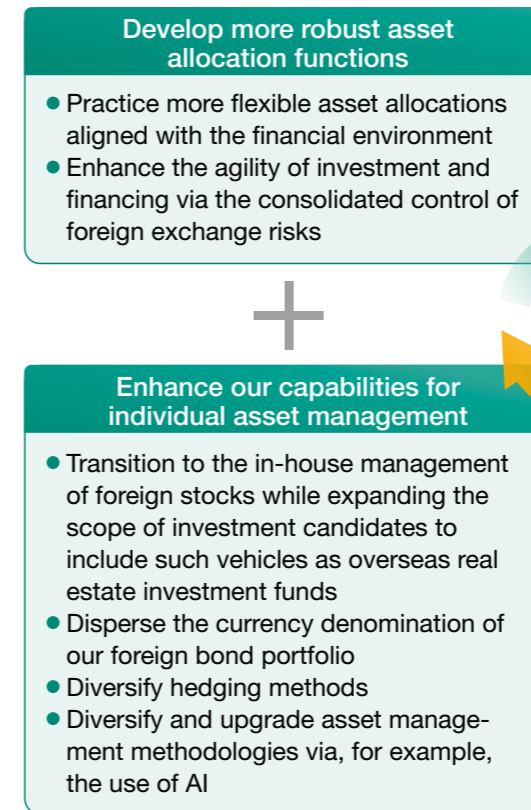 Develop more robust asset
allocation functions
● Practice more flexible asset allocations
aligned with the financial environment
● Enhance the agility of investment and
financing via the consolidated control of
foreign exchange risks
+
Enhance our capabilities for
individual asset management
● Transition to the in-house management
of foreign stocks while expanding the
scope of investment candidates to
include such vehicles as overseas real
estate investment funds
● Disperse the currency denomination of
our foreign bond portfolio
● Diversify hedging methods
● Diversify and upgrade asset manage-
ment methodologies via, for example,
the use of AI